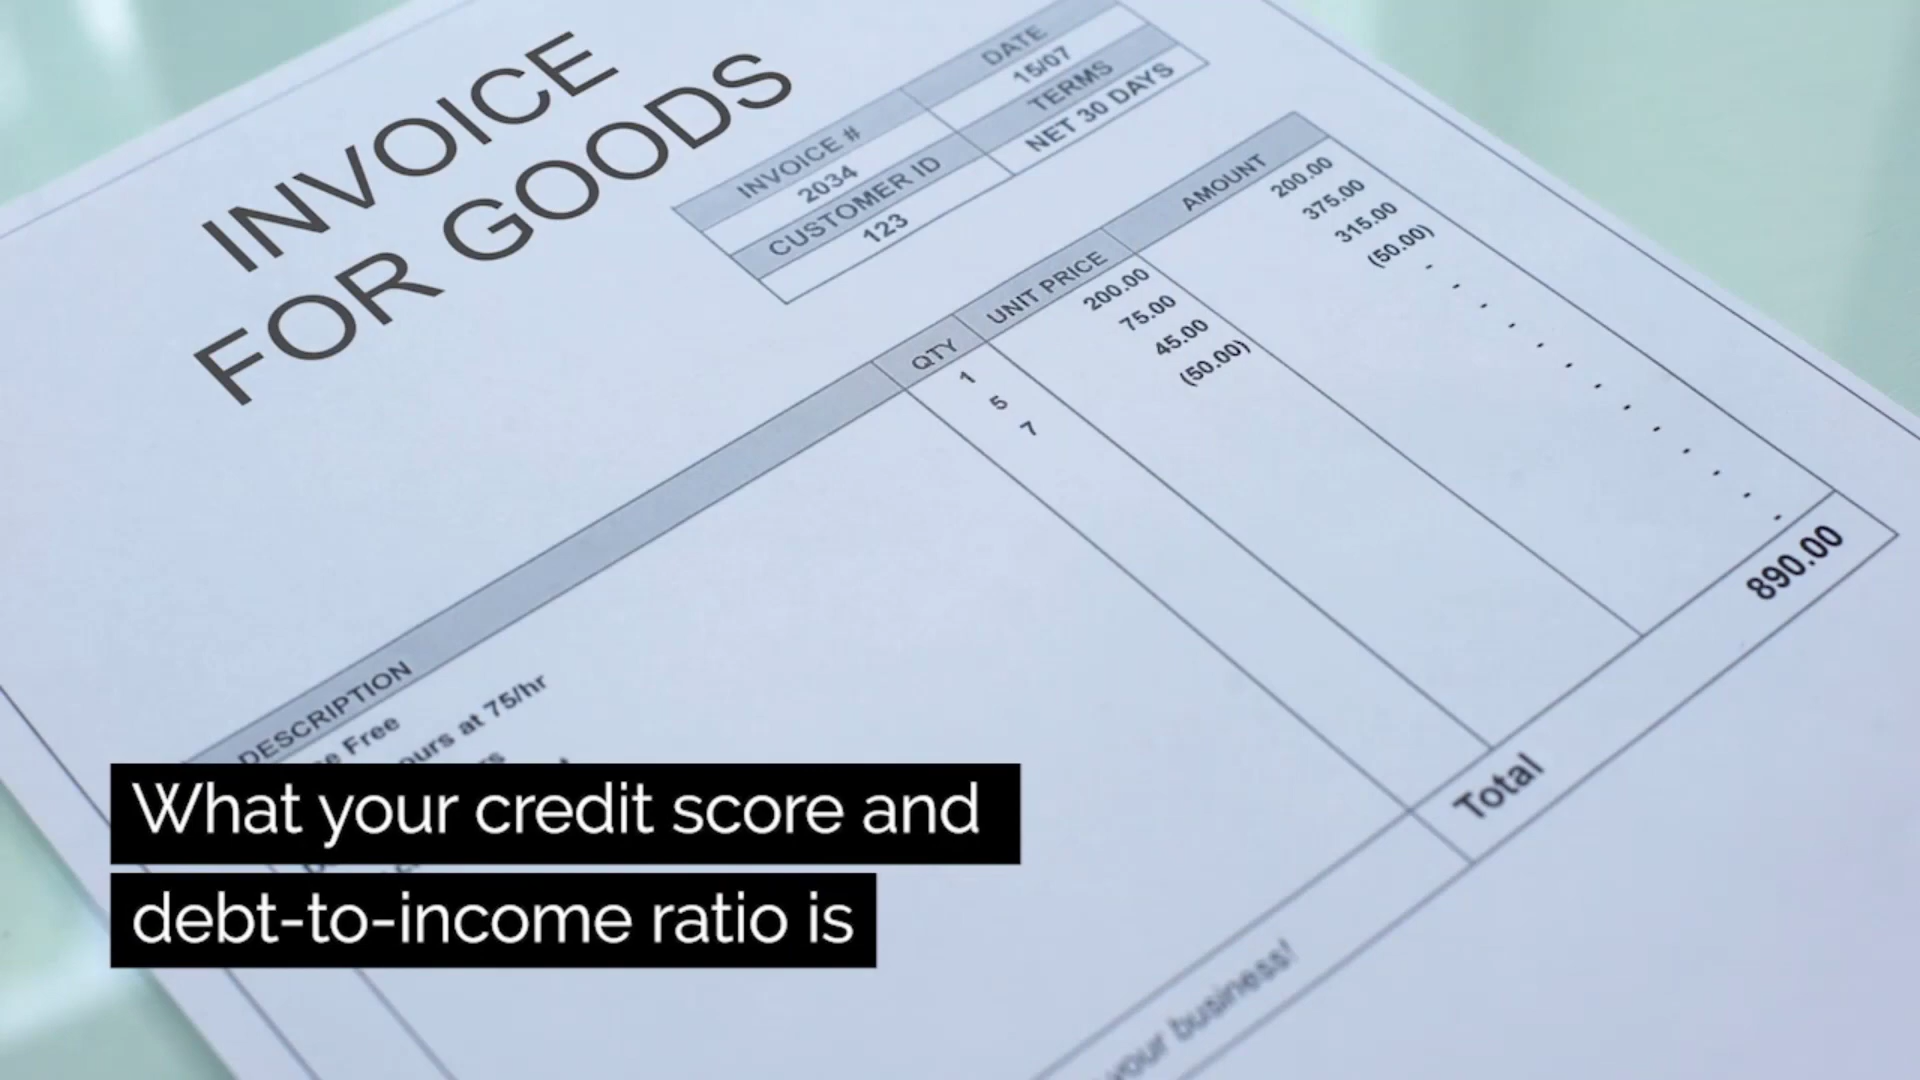 INVOICE
FOR GOODS
DATE
15/07
INVOICE #
TERMS
2034
NET 30 DAYS
CUSTOMER ID
123
DESCRIPTION
QTY
UNIT PRICE
AMOUNT
1
200.00
200.00
5
75.00
375.00
7
45.00
315.00
(50.00)
(50.00)
Free
at 75/hr
Total
890.00
your business!
What your credit score and
debt-to-income ratio is